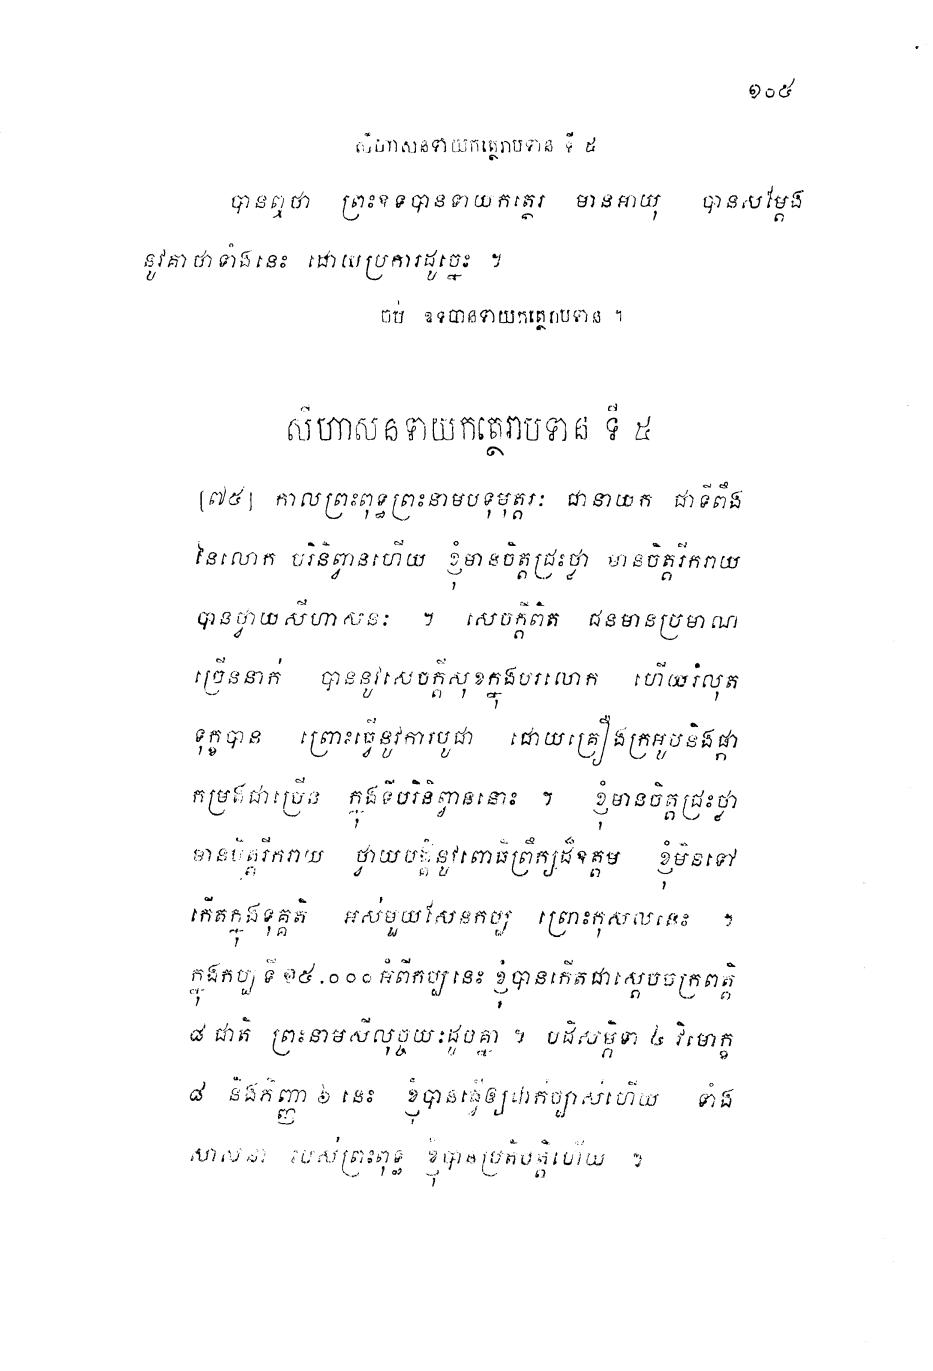 ១០៥
សីហាសនទាយកត្ថេរាបទាន ទី ៥
បានឮថា ព្រះឧទបានទាយកត្ថេរ មានអាយុ បានសម្តែង
នូវគាថាទាំងនេះ ដោយប្រការដូច្នេះ ។
ចប់ ឧទបានទាយកត្ថេរាបទាន ។
សីហាសនទាយកត្ថេរាបទាន ទី ៥
[៧៥] កាលព្រះពុទ្ធព្រះនាមបទុមុត្តរៈ ជានាយក ជាទីពឹង
នៃលោក បរិនិព្វានហើយ ខ្ញុំមានចិត្តជ្រះថ្លា មានចិត្តរីករាយ
បានថ្វាយសីហាសនៈ ។ សេចក្តីពិត ជនមានប្រមាណ
ច្រើននាក់ បាននូវសេចក្តីសុខក្នុងបរលោក ហើយរំលុត
ទុក្ខបាន ព្រោះធ្វើនូវការបូជា ដោយគ្រឿងក្រអូបនិងផ្កា
កម្រងជាច្រើន ក្នុងទីបរិនិព្វាននោះ ។ ខ្ញុំមានចិត្តជ្រះថ្លា
មានចិត្តរីករាយ ថ្វាយបង្គំនូវពោធិព្រឹក្សដ៏ឧត្តម ខ្ញុំមិនទៅ
កើតក្នុងទុគ្គតិ អស់មួយសែនកប្ប ព្រោះកុសលនេះ ។
ក្នុងកប្ប ទី ១៥.០០០ អំពីកប្បនេះ ខ្ញុំបានកើតជាស្តេចចក្រពត្តិ
៨ ជាតិ ព្រះនាមសិលុច្ចយៈដូចគ្នា ។ បដិសម្ភិទា ៤ វិមោក្ខ
៨ និងអភិញ្ញា ៦ នេះ ខ្ញុំបានធ្វើឲ្យជាក់ច្បាស់ហើយ ទាំង
សាសនា របស់ព្រះពុទ្ធ ខ្ញុំបានប្រតិបត្តិហើយ ។